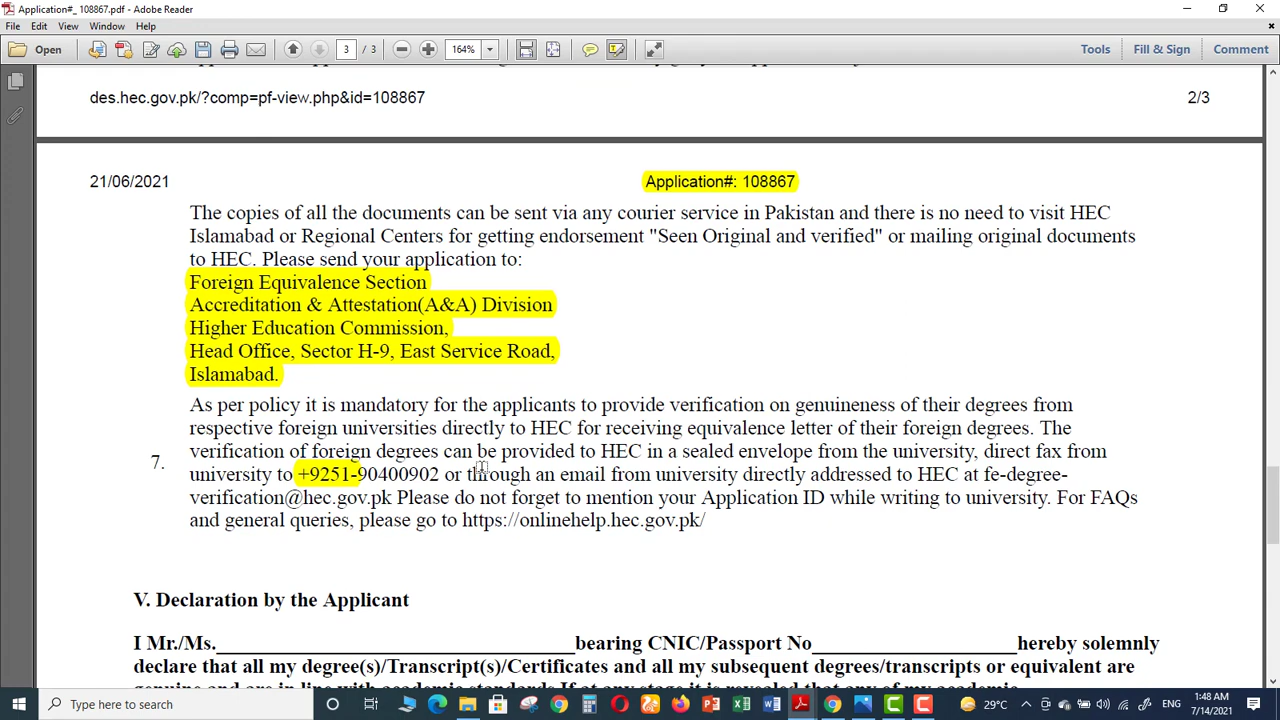 Application#_ 108867.pdf - Adobe Reader
File Edit View Window Help
Open 3 / 3 164% Tools Fill & Sign Comment
des.hec.gov.pk/?comp=pf-view.php&id=108867 2/3
21/06/2021 Application#: 108867
The copies of all the documents can be sent via any courier service in Pakistan and there is no need to visit HEC
Islamabad or Regional Centers for getting endorsement "Seen Original and verified" or mailing original documents
to HEC. Please send your application to:
Foreign Equivalence Section
Accreditation & Attestation(A&A) Division
Higher Education Commission,
Head Office, Sector H-9, East Service Road,
Islamabad.
As per policy it is mandatory for the applicants to provide verification on genuineness of their degrees from
respective foreign universities directly to HEC for receiving equivalence letter of their foreign degrees. The
verification of foreign degrees can be provided to HEC in a sealed envelope from the university, direct fax from
7.
university to +9251-90400902 or through an email from university directly addressed to HEC at fe-degree-
verification@hec.gov.pk Please do not forget to mention your Application ID while writing to university. For FAQs
and general queries, please go to https://onlinehelp.hec.gov.pk/
V. Declaration by the Applicant
I Mr./Ms.______________________________bearing CNIC/Passport No_________________hereby solemnly
declare that all my degree(s)/Transcript(s)/Certificates and all my subsequent degrees/transcripts or equivalent are
Type here to search 29°C ENG 1:48 AM
7/14/2021